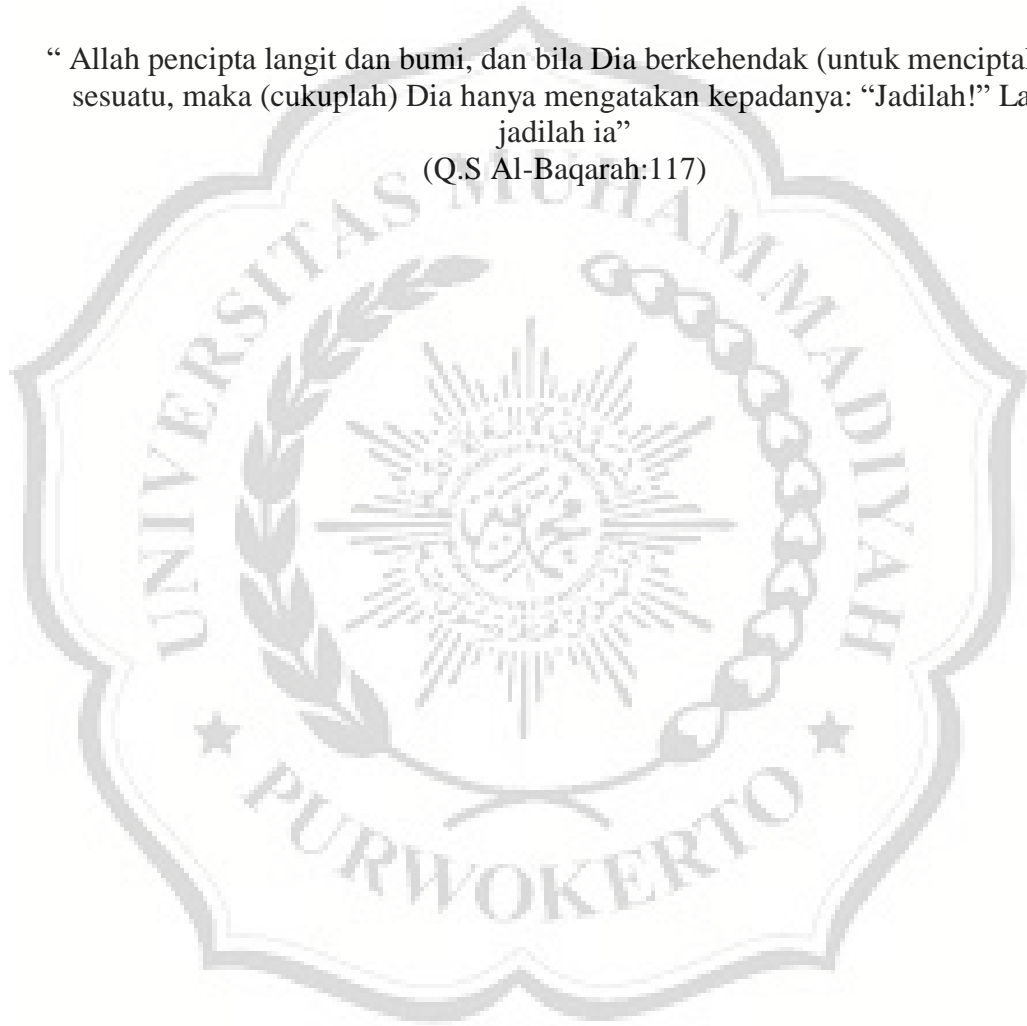 “ Allah pencipta langit dan bumi, dan bila Dia berkehendak (untuk
sesuatu, maka (cukuplah) Dia hanya mengatakan kepadanya: “Jadilah!”
jadilah ia”
(Q.S Al-Baqarah:117)
UNIVERSITAS MUHAMMADIYAH
PURWOKERTO